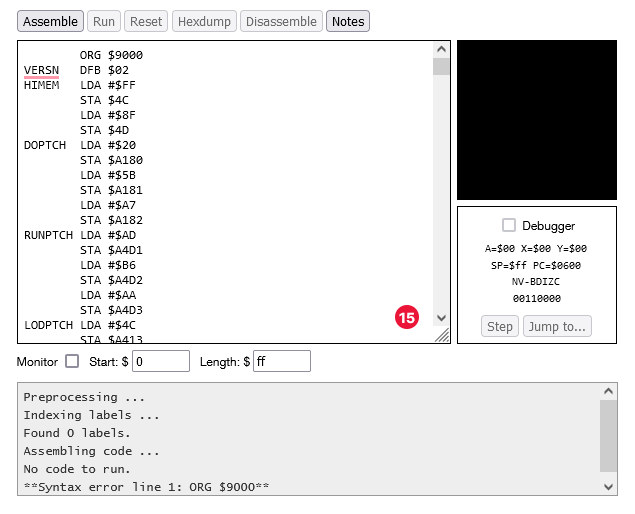 Assemble Run Reset Hexdump Disassemble Notes
ORG $9000
VERSN DFB $02
HIMEM LDA #$FF
STA $4C
LDA #$8F
STA $4D
DOPTCH LDA #$20
STA $A180
LDA #$5B
STA $A181
LDA #$A7
STA $A182
RUNPTCH LDA #$AD
STA $A4D1
LDA #$B6
STA $A4D2
LDA #$AA
STA $A4D3
LODPTCH LDA #$4C
STA $A413
15
Debugger
A=$00 X=$00 Y=$00
SP=$ff PC=$0600
NV-BDIZC
00110000
Step Jump to...
Monitor Start: $ 0 Length: $ ff
Preprocessing ...
Indexing labels ...
Found 0 labels.
Assembling code ...
No code to run.
**Syntax error line 1: ORG $9000**